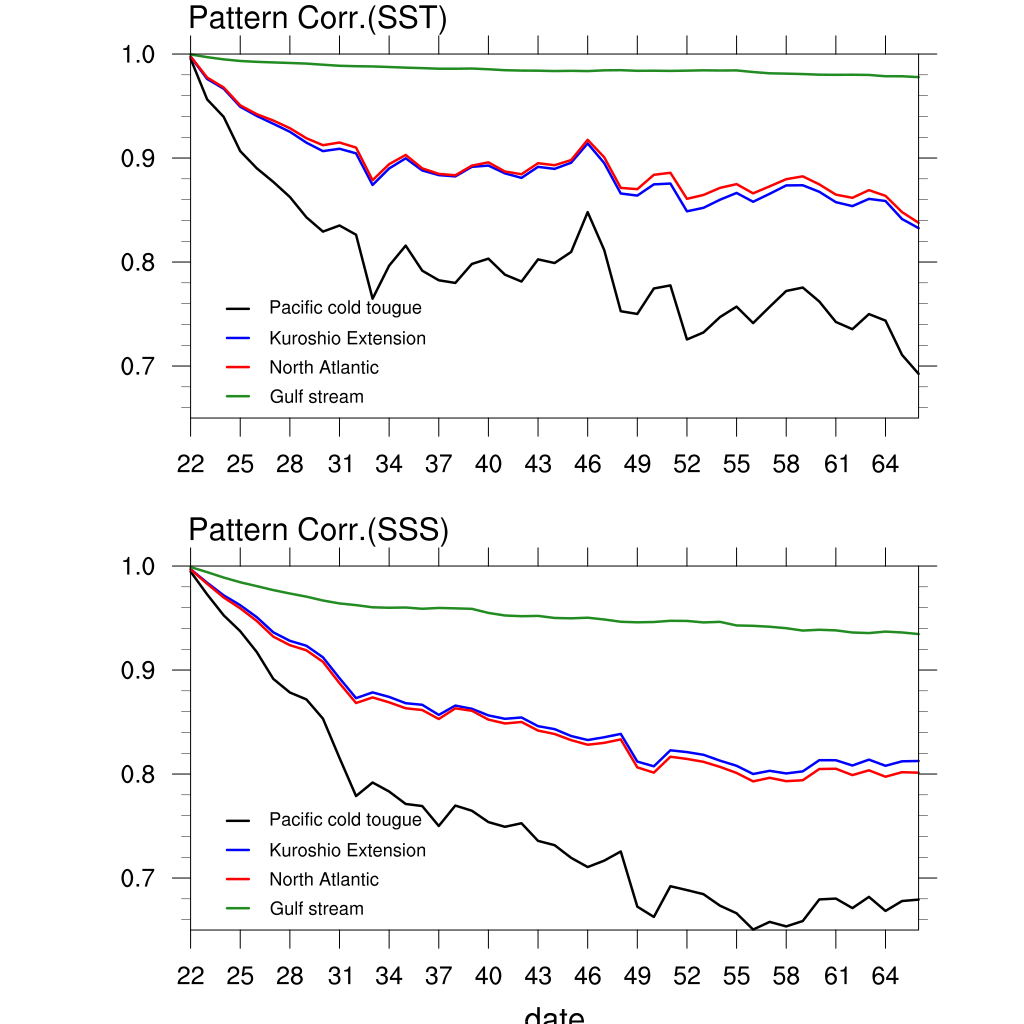 Pattern Corr.(SST)
1.0
0.9
0.8
0.7
Pacific cold tougue
Kuroshio Extension
North Atlantic
Gulf stream
22 25 28 31 34 37 40 43 46 49 52 55 58 61 64
Pattern Corr.(SSS)
1.0
0.9
0.8
0.7
Pacific cold tougue
Kuroshio Extension
North Atlantic
Gulf stream
22 25 28 31 34 37 40 43 46 49 52 55 58 61 64
date